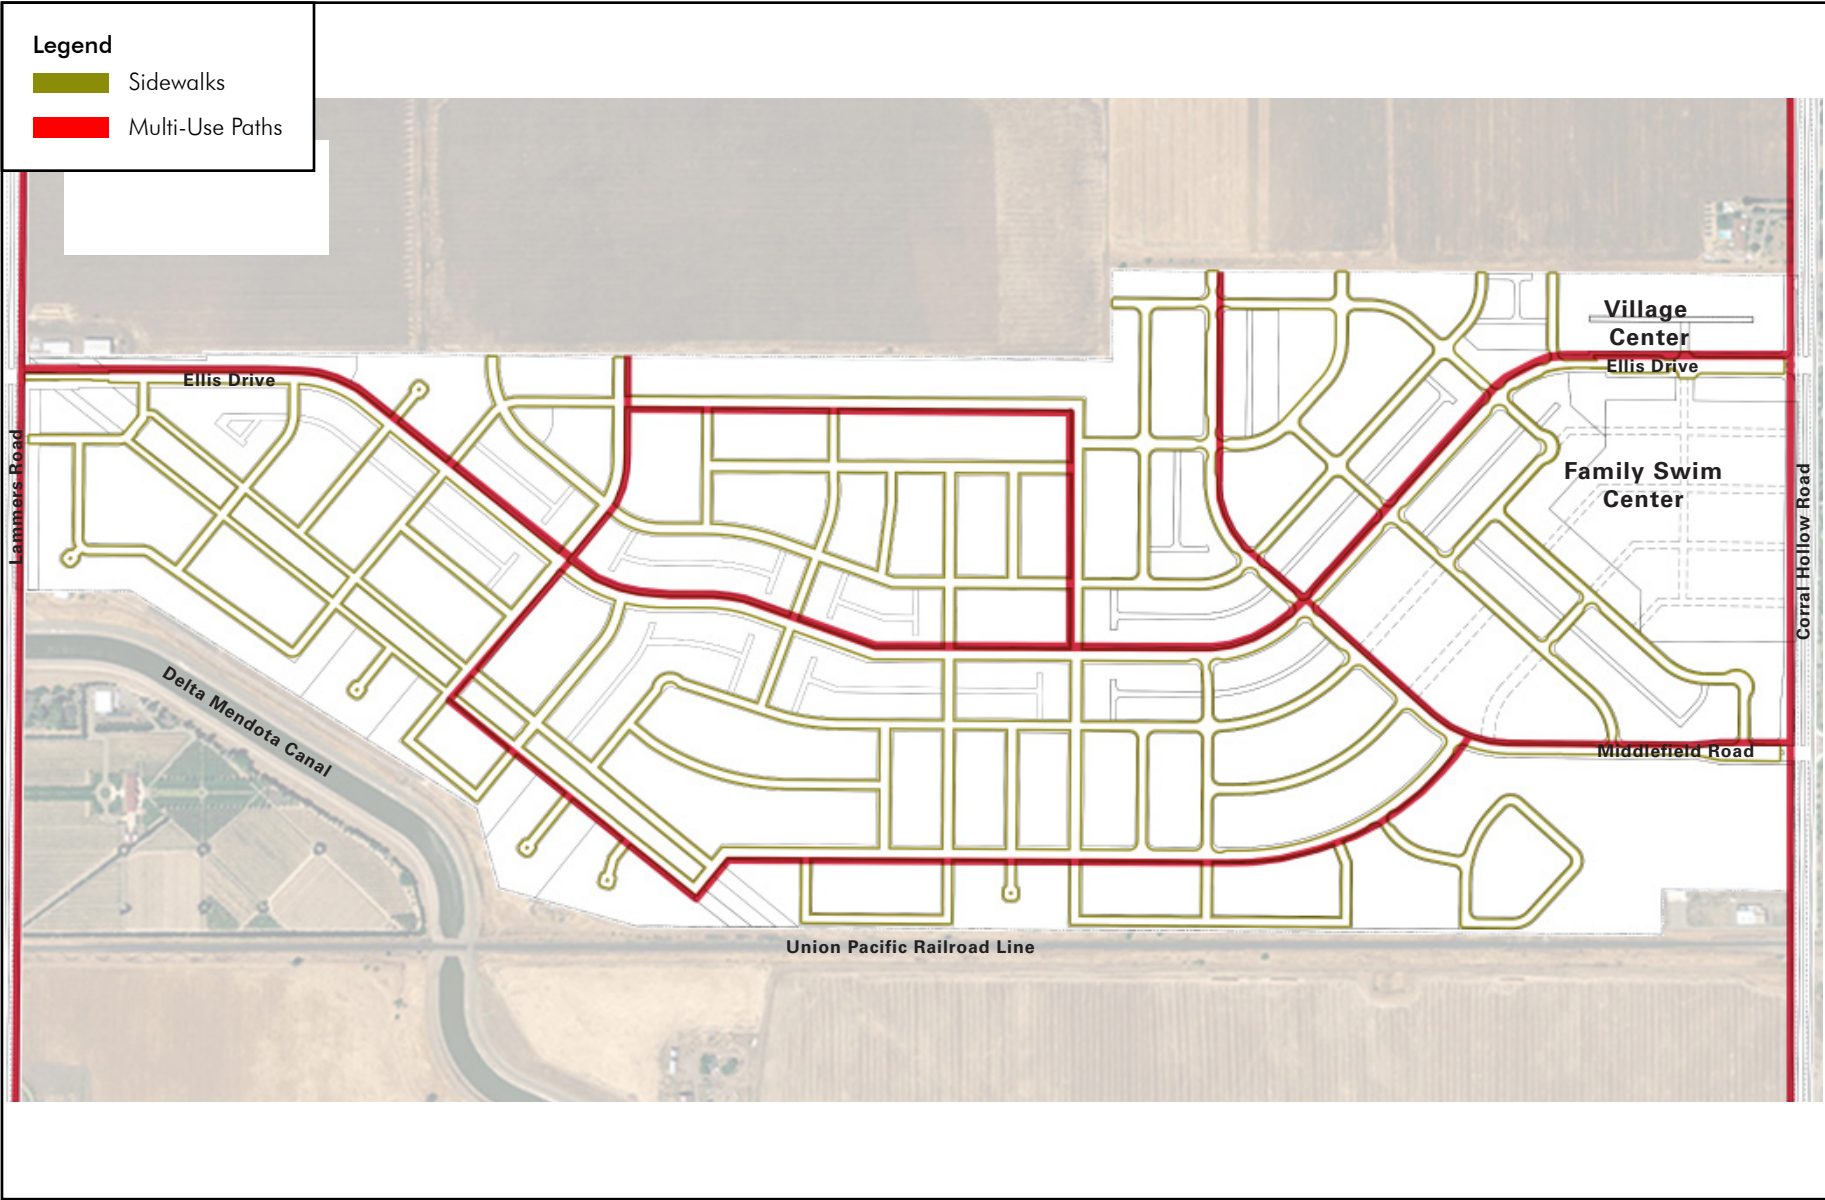 Legend
Sidewalks
Multi-Use Paths
Village
Center
Ellis Drive
Ellis Drive
Lammers Road
Family Swim
Center
Corral Hollow Road
Delta Mendota Canal
Middlefield Road
Union Pacific Railroad Line